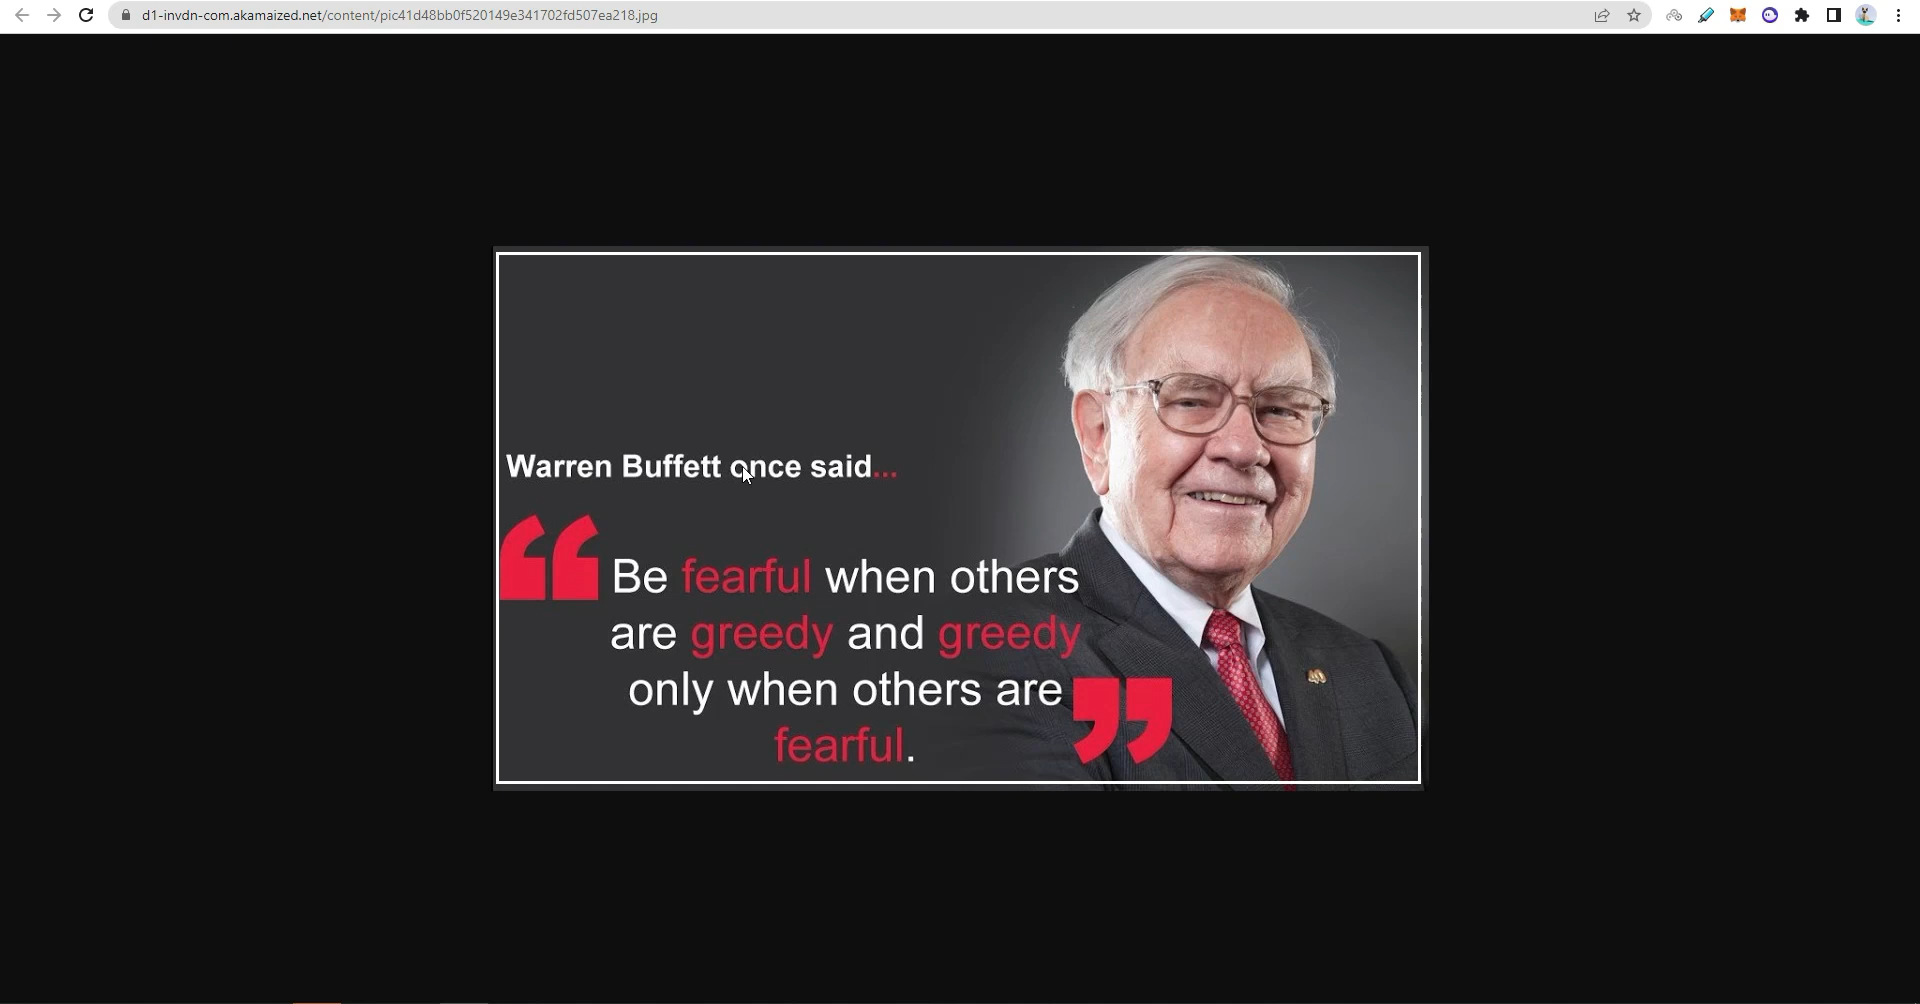 d1-invdn-com.akamaized.net/content/pic41d48bb0f520149e341702fd507ea218.jpg
Warren Buffett once said...
“ Be fearful when others
are greedy and greedy
only when others are ”
fearful.
40